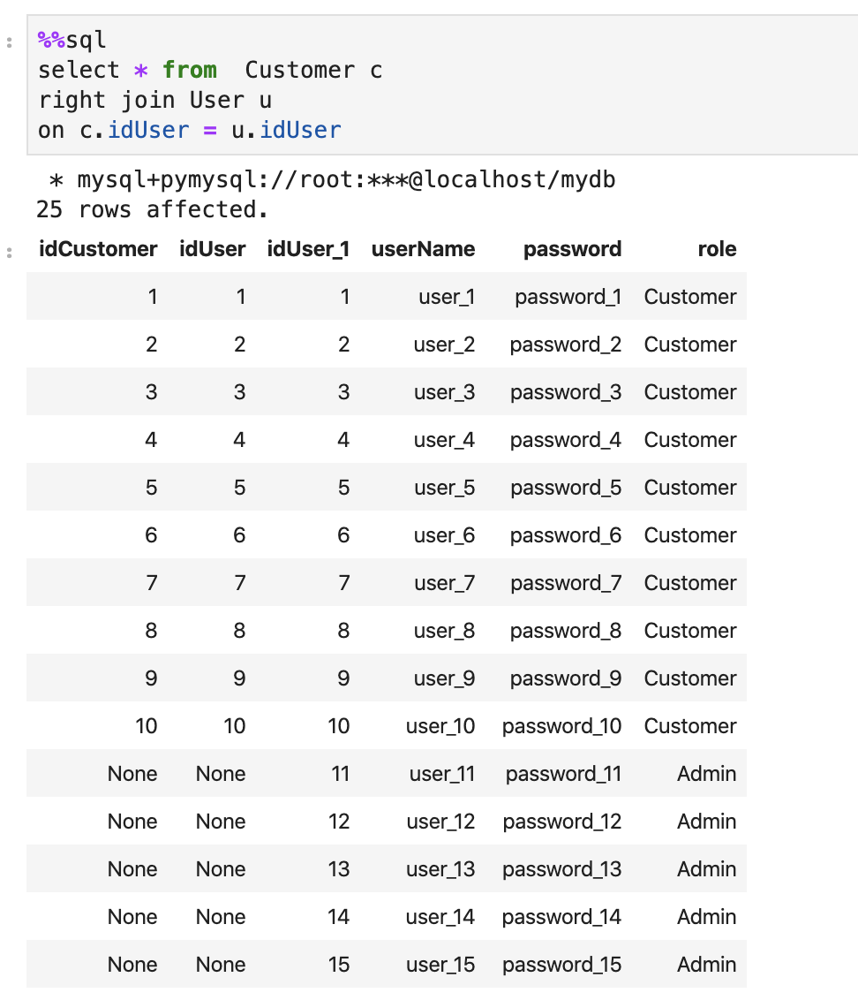 %%sql
select * from  Customer c
right join User u
on c.idUser = u.idUser
* mysql+pymysql://root:***@localhost/mydb
25 rows affected.
idCustomer idUser idUser_1 userName password role
1 1 1 user_1 password_1 Customer
2 2 2 user_2 password_2 Customer
3 3 3 user_3 password_3 Customer
4 4 4 user_4 password_4 Customer
5 5 5 user_5 password_5 Customer
6 6 6 user_6 password_6 Customer
7 7 7 user_7 password_7 Customer
8 8 8 user_8 password_8 Customer
9 9 9 user_9 password_9 Customer
10 10 10 user_10 password_10 Customer
None None 11 user_11 password_11 Admin
None None 12 user_12 password_12 Admin
None None 13 user_13 password_13 Admin
None None 14 user_14 password_14 Admin
None None 15 user_15 password_15 Admin